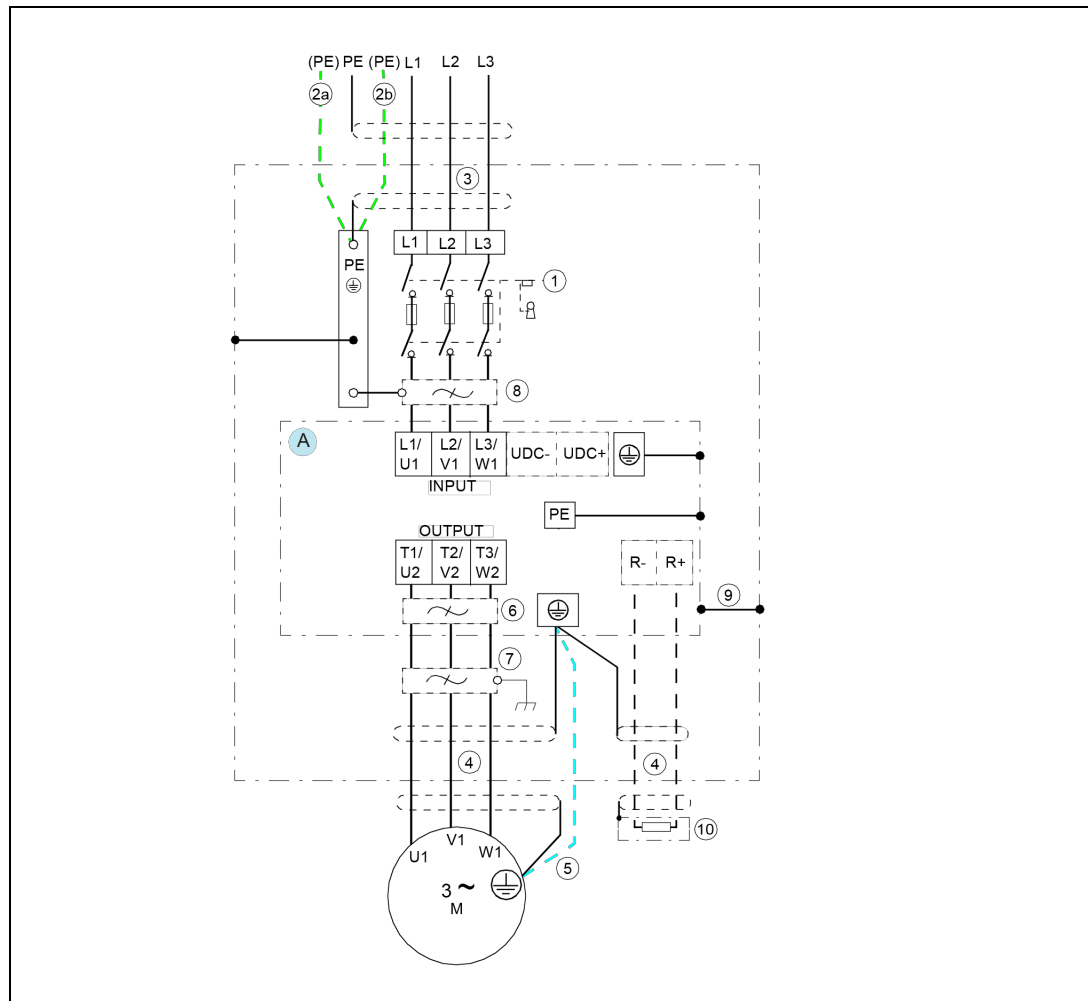 (PE) PE (PE) L1 L2 L3
2a 2b
3
L1 L2 L3
PE
1
8
A
L1/ U1 L2/ V1 L3/ W1 UDC- UDC+
INPUT
PE
OUTPUT
T1/ U2 T2/ V2 T3/ W2
R- R+
9
6
7
4 4
10
U1 V1 W1
5
3 ~
M